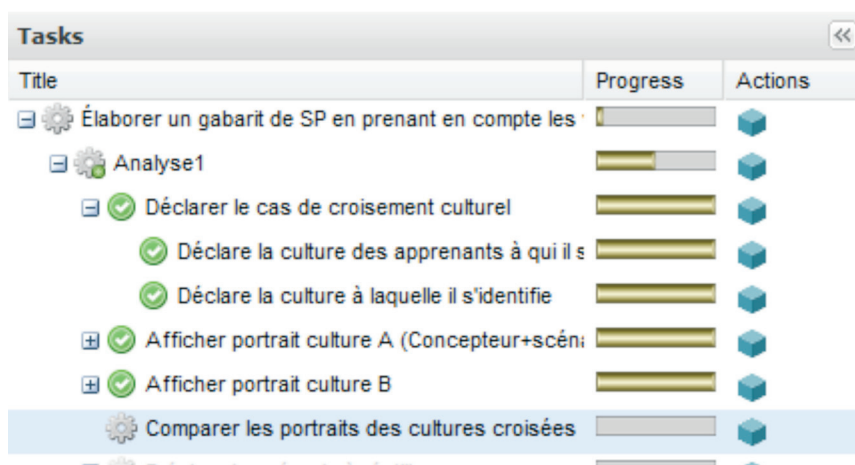 Tasks
Title Progress Actions
Élaborer un gabarit de SP en prenant en compte les
Analyse1
Déclarer le cas de croisement culturel
Déclare la culture des apprenants à qui il s
Déclare la culture à laquelle il s'identifie
Afficher portrait culture A (Concepteur+scéna
Afficher portrait culture B
Comparer les portraits des cultures croisées